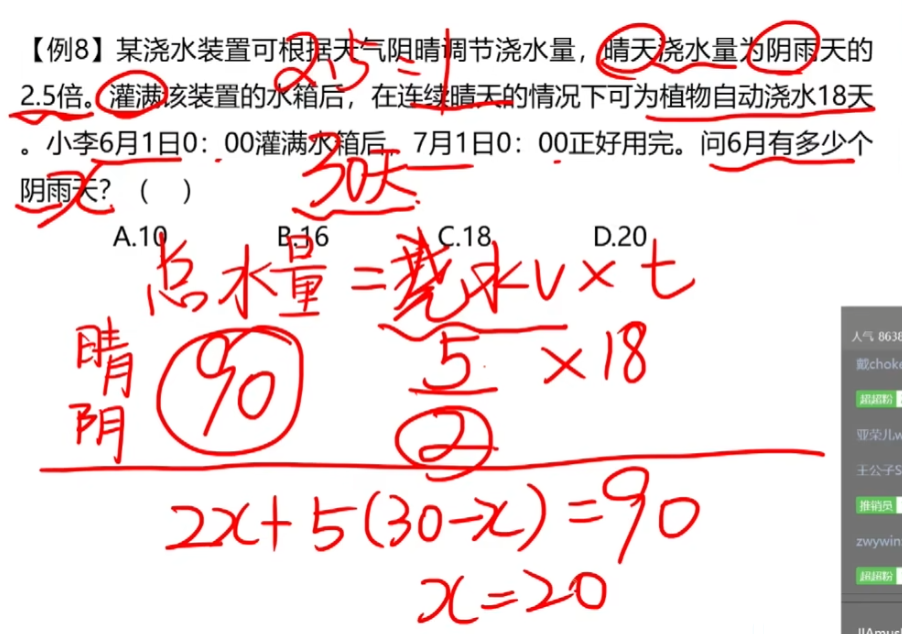 【例8】某浇水装置可根据天气阴晴调节浇水量，晴天浇水量为阴雨天的
2.5倍。灌满该装置的水箱后，在连续晴天的情况下可为植物自动浇水18天
。小李6月1日0：00灌满水箱后，7月1日0：00正好用完。问6月有多少个
阴雨天？（ ）
2.5=1
30天
x
A.10 B.16 C.18 D.20
总水量=浇水v×t
晴 90 5×18
阴 2
2x+5(30-x)=90
x=20
人气 8638
戴chok
超超粉
亚荣儿w
王公子S
推销员
zwywin
超超粉